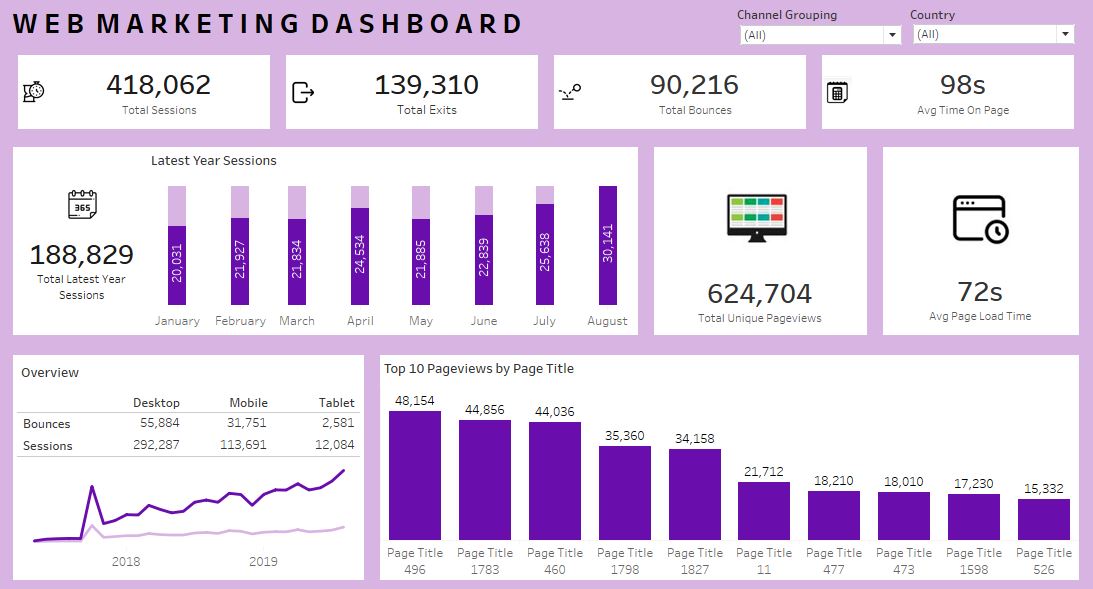 WEB MARKETING DASHBOARD
Channel Grouping
(All)
Country
(All)
418,062
Total Sessions
139,310
Total Exits
90,216
Total Bounces
98s
Avg Time On Page
Latest Year Sessions
365
188,829
Total Latest Year
Sessions
20,031
21,927
21,834
24,534
21,885
22,839
25,638
30,141
January February March April May June July August
624,704
Total Unique Pageviews
72s
Avg Page Load Time
Overview
Desktop Mobile Tablet
Bounces 55,884 31,751 2,581
Sessions 292,287 113,691 12,084
2018 2019
Top 10 Pageviews by Page Title
48,154
44,856
44,036
35,360
34,158
21,712
18,210
18,010
17,230
15,332
Page Title
496
Page Title
1783
Page Title
460
Page Title
1798
Page Title
1827
Page Title
11
Page Title
477
Page Title
473
Page Title
1598
Page Title
526